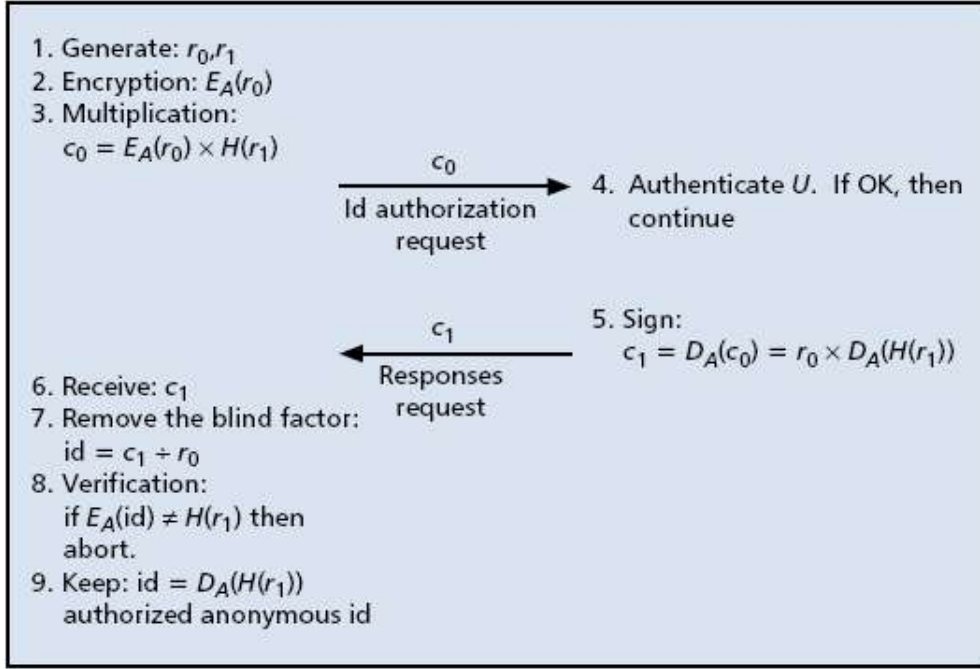 1. Generate: r0,r1
2. Encryption: EA(r0)
3. Multiplication:
c0 = EA(r0) × H(r1)
c0
Id authorization
request
4. Authenticate U. If OK, then
continue
5. Sign:
c1 = DA(c0) = r0 × DA(H(r1))
c1
Responses
request
6. Receive: c1
7. Remove the blind factor:
id = c1 ÷ r0
8. Verification:
if EA(id) ≠ H(r1) then
abort.
9. Keep: id = DA(H(r1))
authorized anonymous id